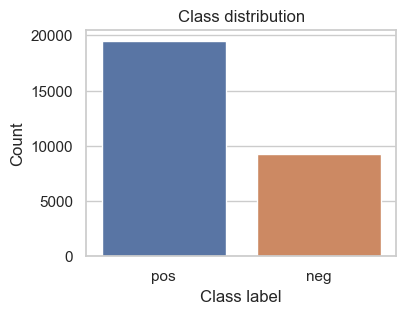 Class distribution
20000
15000
10000
5000
0
Count
pos neg
Class label